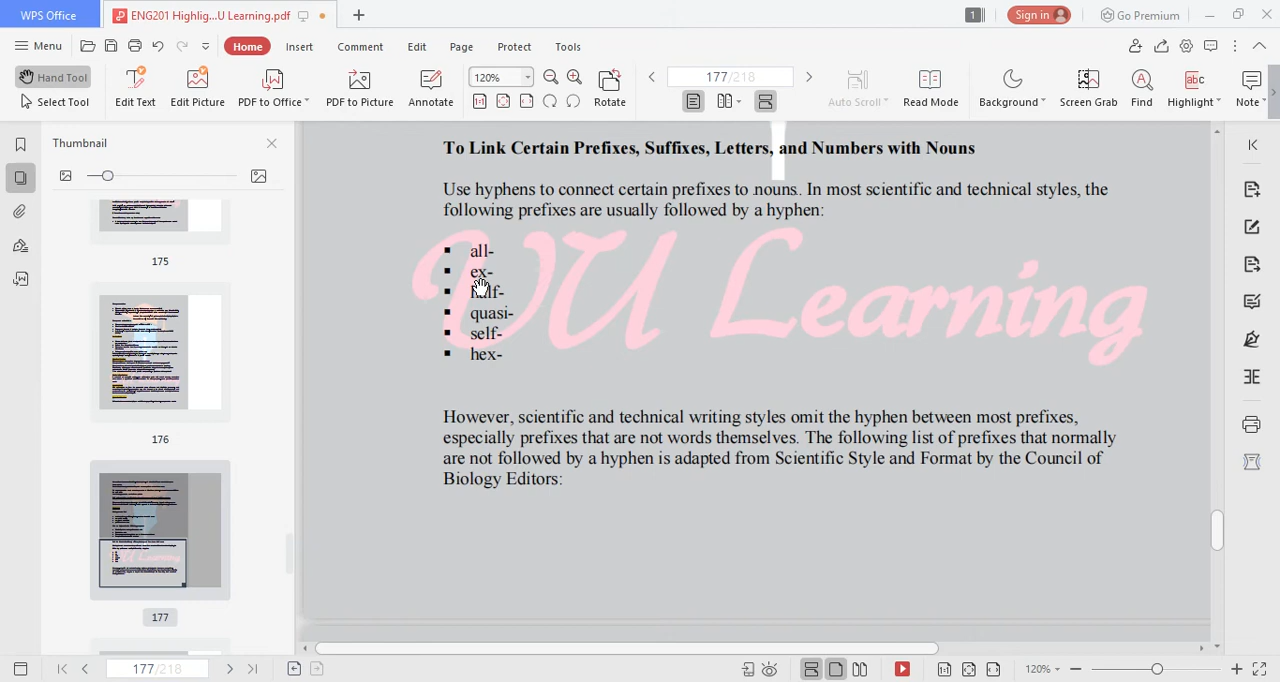 WPS Office
ENG201 Highlig...U Learning.pdf
1
Sign in
Go Premium
Menu
Home
Insert
Comment
Edit
Page
Protect
Tools
Hand Tool
Select Tool
Edit Text
Edit Picture
PDF to Office
PDF to Picture
Annotate
120%
Rotate
177/218
Auto Scroll
Read Mode
Background
Screen Grab
Find
Highlight
Note
Thumbnail
175
176
177
To Link Certain Prefixes, Suffixes, Letters, and Numbers with Nouns
Use hyphens to connect certain prefixes to .nouns.. In most scientific and technical styles, the
following prefixes are usually followed by a hyphen:
all-
ex-
half-
quasi-
self-
hex-
VU Learning
However, scientific and technical writing styles omit the hyphen between most prefixes,
especially prefixes that are not words themselves. The following list of prefixes that normally
are not followed by a hyphen is adapted from Scientific Style and Format by the Council of
Biology Editors:
177/218
120%